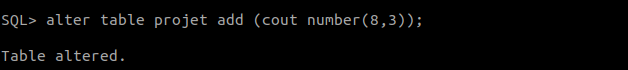 SQL> alter table projet add (cout number(8,3));
Table altered.